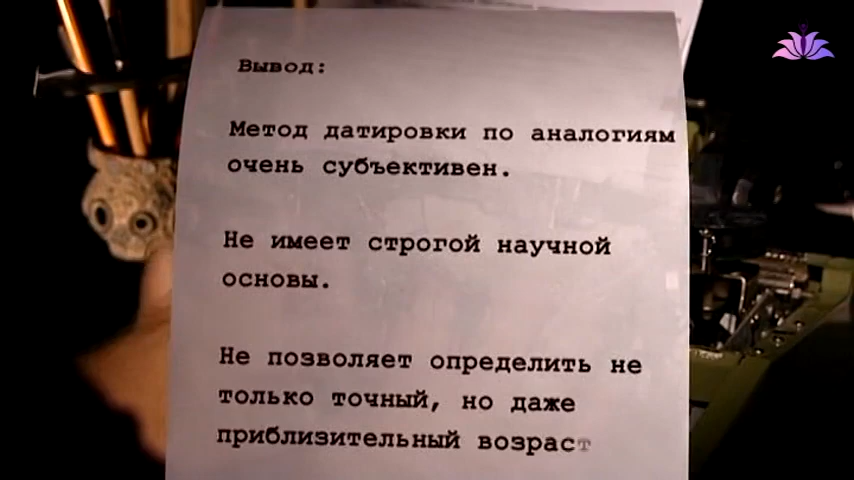 Вывод:
Метод датировки по аналогиям
очень субъективен.
Не имеет строгой научной
основы.
Не позволяет определить не
только точный, но даже
приблизительный возраст